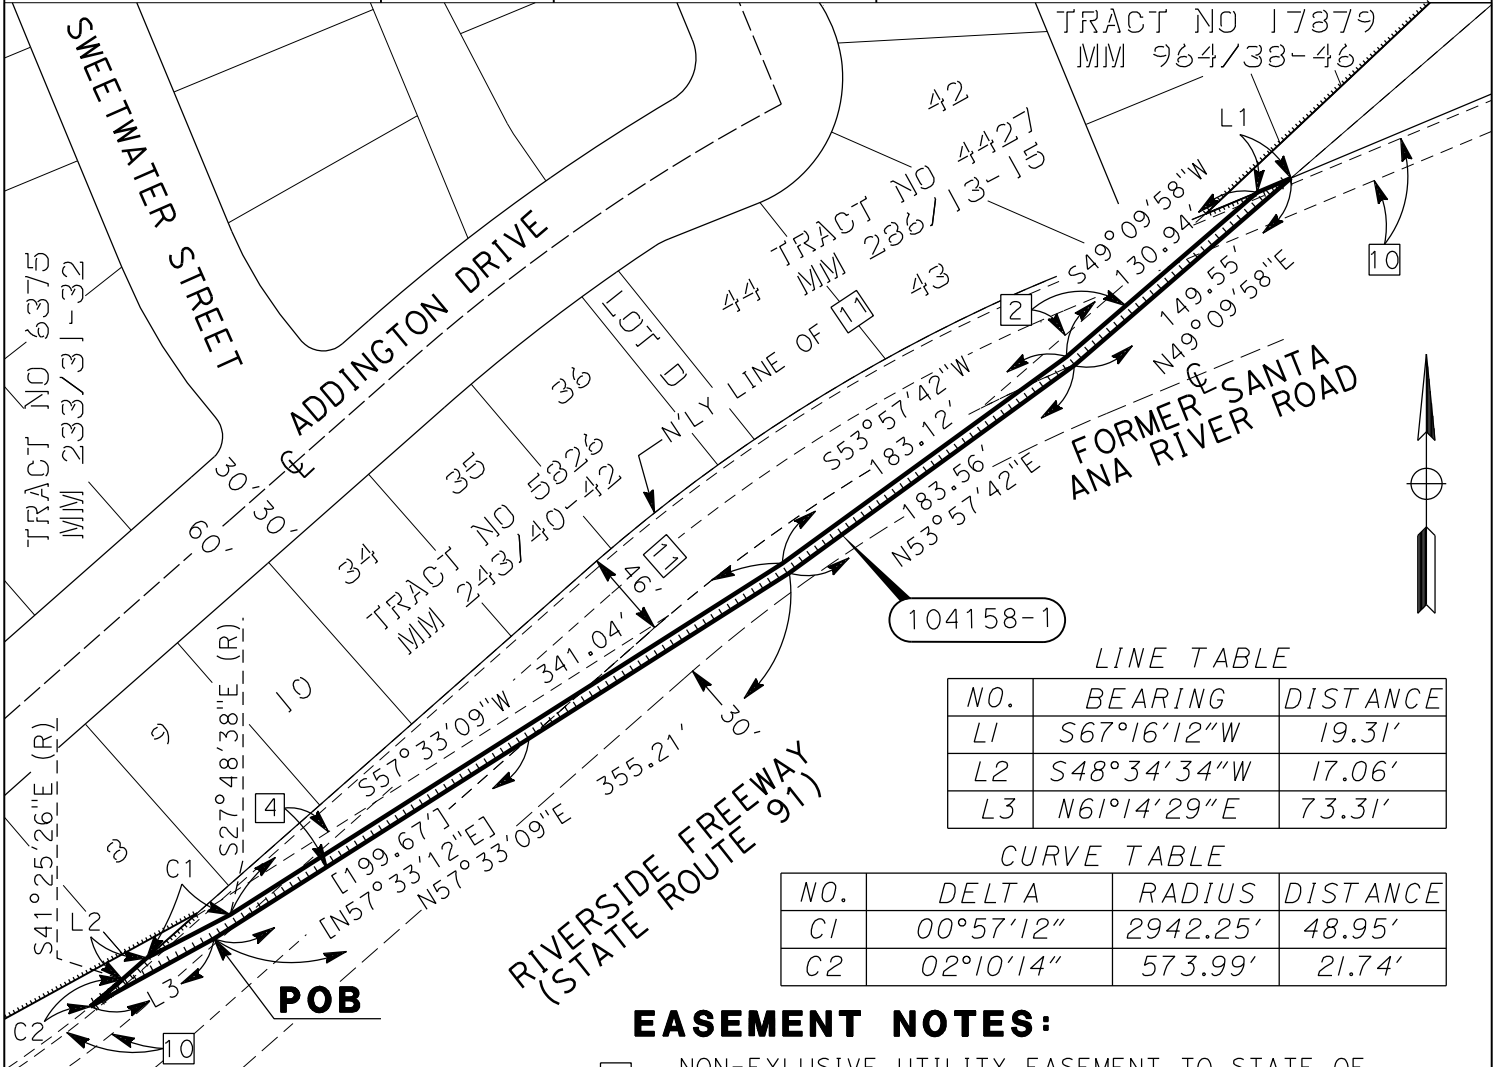 TRACT NO 17879
MM 964/38-46
SWEETWATER STREET
L1
42
TRACT NO 4427
MM 286/13-15
44
43
S49°09'58"W
130.94'
149.55'
N49°09'58"E
10
2
TRACT NO 6375
MM 233/31-32
ADDINGTON DRIVE
LOT D
N'LY LINE OF 11
36
35
34
TRACT NO 5826
MM 243/40-42
S53°57'42"W
183.12'
183.56'
N53°57'42"E
℄
FORMER SANTA
ANA RIVER ROAD
℄
30'
30'
60'
46'
11
104158-1
S27°48'38"E (R)
10
9
8
S41°25'26"E (R)
S57°33'09"W 341.04'
4
[199.67']
[N57°33'12"E]
N57°33'09"E 355.21'
30'
RIVERSIDE FREEWAY
(STATE ROUTE 91)
C1
L2
L3
C2
10
POB
LINE TABLE
NO. BEARING DISTANCE
L1 S67°16'12"W 19.31'
L2 S48°34'34"W 17.06'
L3 N61°14'29"E 73.31'
CURVE TABLE
NO. DELTA RADIUS DISTANCE
C1 00°57'12" 2942.25' 48.95'
C2 02°10'14" 573.99' 21.74'
EASEMENT NOTES:
NON-EXLUSIVE UTILITY EASEMENT TO STATE OF